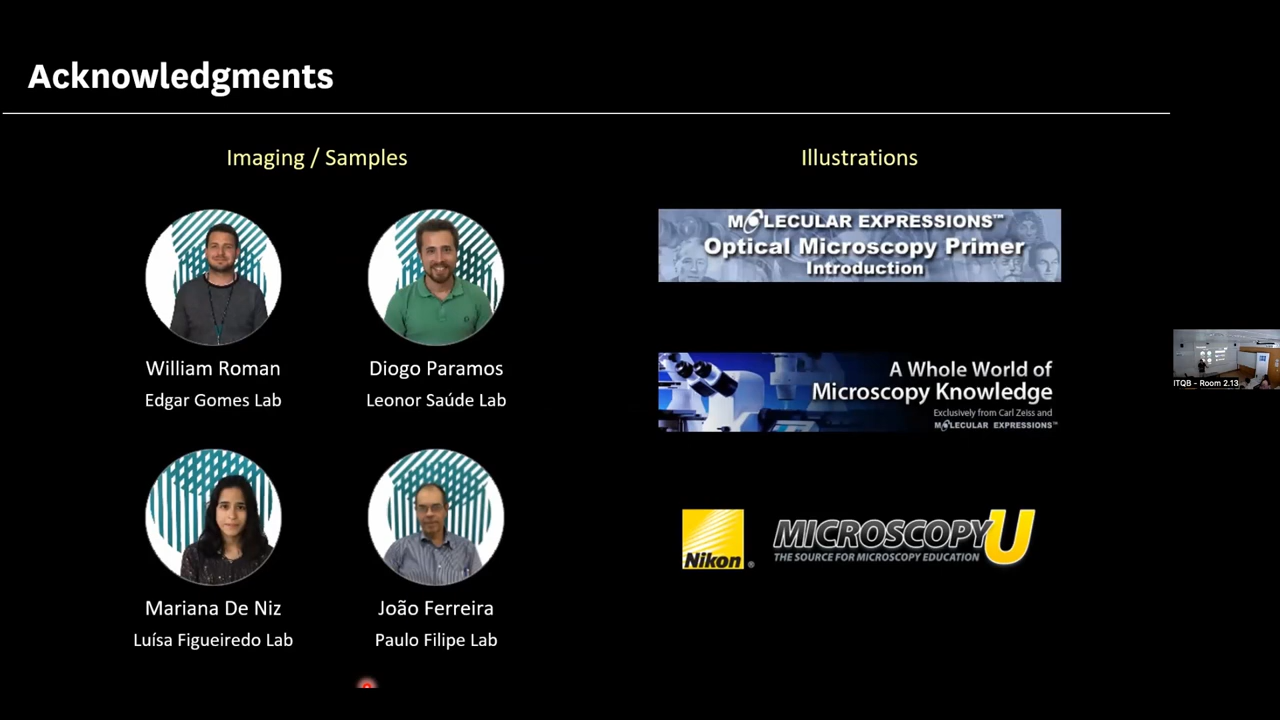 Acknowledgments
Imaging / Samples
William Roman
Edgar Gomes Lab
Diogo Paramos
Leonor Saúde Lab
Mariana De Niz
Luísa Figueiredo Lab
João Ferreira
Paulo Filipe Lab
Illustrations
MOLECULAR EXPRESSIONS™
Optical Microscopy Primer
Introduction
A Whole World of
Microscopy Knowledge
Exclusively from Carl Zeiss and
MOLECULAR EXPRESSIONS™
Nikon ®
MICROSCOPYU
THE SOURCE FOR MICROSCOPY EDUCATION
ITQB - Room 2.13